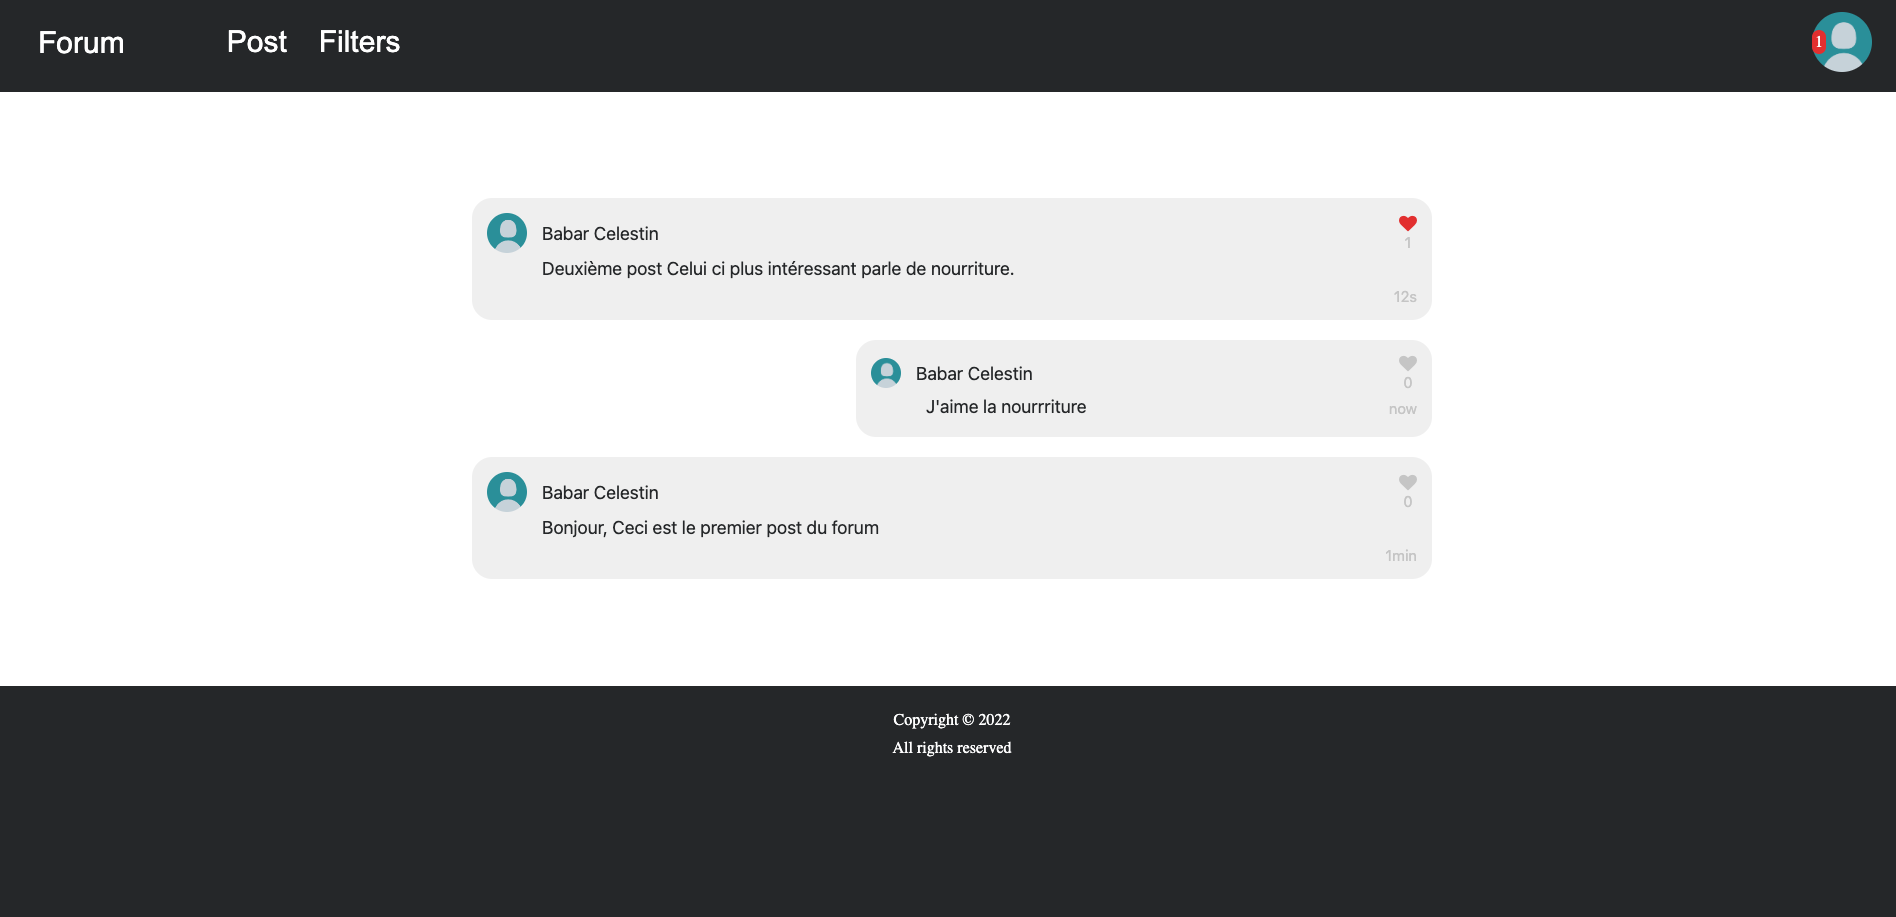 Forum Post Filters
1
Babar Celestin
1
Deuxième post Celui ci plus intéressant parle de nourriture.
12s
Babar Celestin
0
J'aime la nourrriture
now
Babar Celestin
0
Bonjour, Ceci est le premier post du forum
1min
Copyright © 2022
All rights reserved